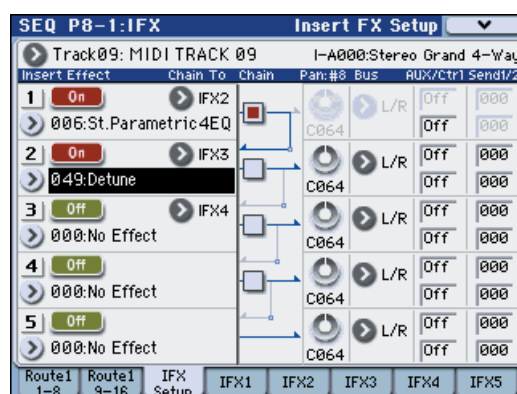 SEQ P8-1:IFX Insert FX Setup
Track09: MIDI TRACK 09 I-A000:Stereo Grand 4-Way
Insert Effect Chain To Chain Pan:#8 Bus AUX/Ctrl Send1/2
1 On IFX2 L/R Off 000
006:St.Parametric4EQ C064 Off 000
2 On IFX3 L/R Off 000
049:Detune C064 Off 000
3 Off IFX4 L/R Off 000
000:No Effect C064 Off 000
4 Off L/R Off 000
000:No Effect C064 Off 000
5 Off L/R Off 000
000:No Effect C064 Off 000
Route1 Route1 IFX IFX1 IFX2 IFX3 IFX4 IFX5
1-8 9-16 Setup